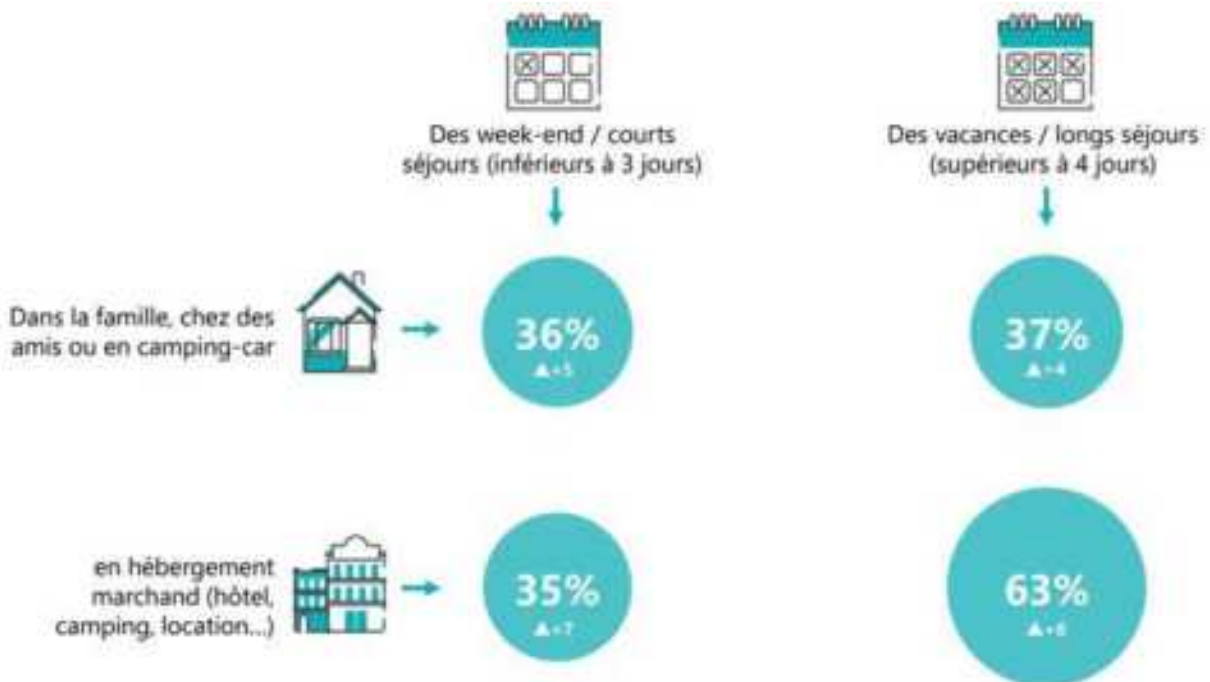 Des week-end / courts
séjours (inférieurs à 3 jours)
Des vacances / longs séjours
(supérieurs à 4 jours)
Dans la famille, chez des
amis ou en camping-car
36%
▲+5
37%
▲+4
en hébergement
marchand (hôtel,
camping, location...)
35%
▲+7
63%